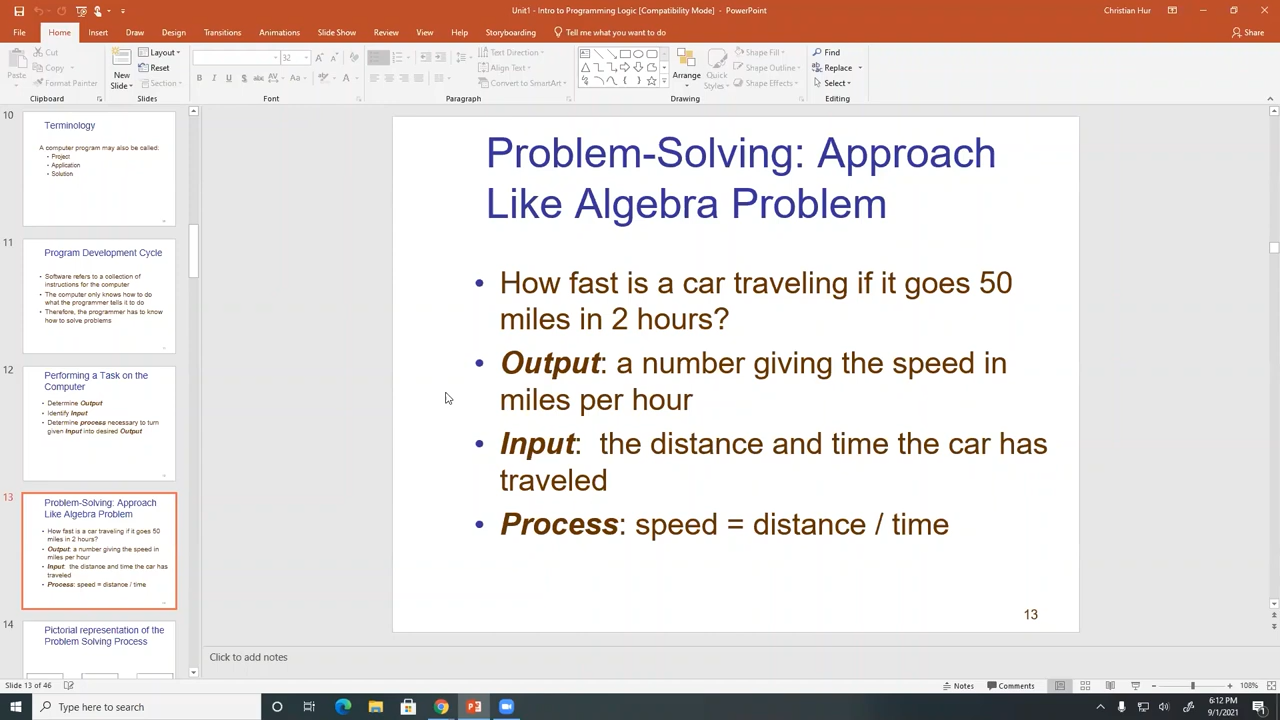 Unit1 - Intro to Programming Logic [Compatibility Mode] - PowerPoint
Christian Hur
File Home Insert Draw Design Transitions Animations Slide Show Review View Help Storyboarding Tell me what you want to do
Share
Paste
Cut
Copy
Format Painter
Clipboard
New
Slide
Layout
Reset
Section
Slides
32
Font
Text Direction
Align Text
Convert to SmartArt
Paragraph
Arrange
Quick
Styles
Shape Fill
Shape Outline
Shape Effects
Drawing
Find
Replace
Select
Editing
10
Terminology
A computer program may also be called:
• Project
• Application
• Solution
11
Program Development Cycle
• Software refers to a collection of
instructions for the computer
• The computer only knows how to do
what the programmer tells it to do
• Therefore, the programmer has to know
how to solve problems
12
Performing a Task on the
Computer
• Determine Output
• Identify Input
• Determine process necessary to turn
given Input into desired Output
13
Problem-Solving: Approach
Like Algebra Problem
• How fast is a car traveling if it goes 50
miles in 2 hours?
• Output: a number giving the speed in
miles per hour
• Input: the distance and time the car has
traveled
• Process: speed = distance / time
14
Pictorial representation of the
Problem Solving Process
Problem-Solving: Approach
Like Algebra Problem
• How fast is a car traveling if it goes 50
miles in 2 hours?
• Output: a number giving the speed in
miles per hour
• Input: the distance and time the car has
traveled
• Process: speed = distance / time
13
Click to add notes
Slide 13 of 46
Notes
Comments
108%
Type here to search
6:12 PM
9/1/2021